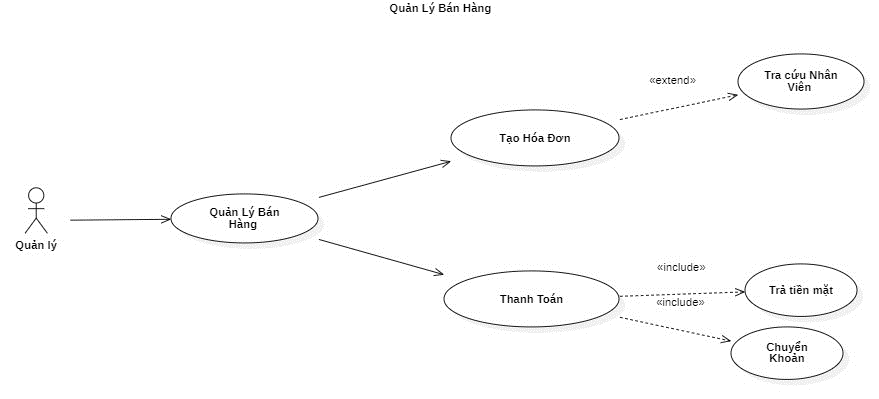 Quản Lý Bán Hàng
«extend»
Tra cứu Nhân
Viên
Tạo Hóa Đơn
Quản Lý Bán
Hàng
Quản lý
«include»
Thanh Toán
Trả tiền mặt
«include»
Chuyển
Khoản